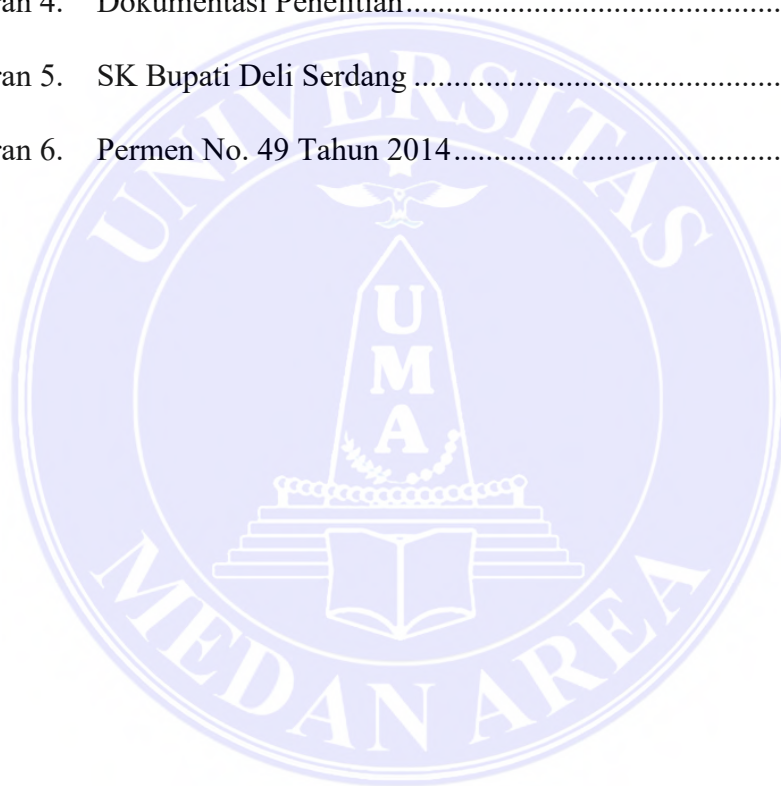 ran 4. Dokumentasi Penelitian................................................
ran 5. SK Bupati Deli Serdang ...............................................
ran 6. Permen No. 49 Tahun 2014..........................................
UNIVERSITAS
UMA
MEDAN AREA